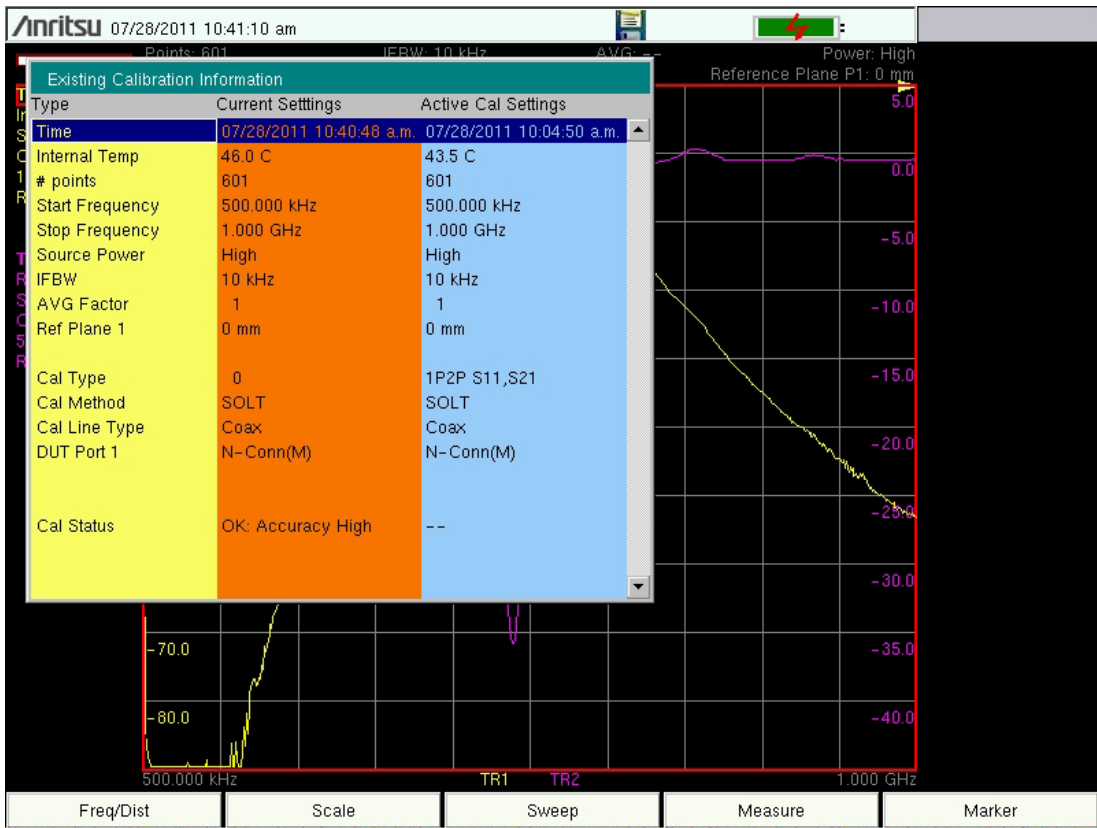 Anritsu 07/28/2011 10:41:10 am
Points: 601 IFBW: 10 kHz AVG: -- Power: High
Reference Plane P1: 0 mm
Existing Calibration Information
Type Current Setttings Active Cal Settings
Time 07/28/2011 10:40:48 a.m. 07/28/2011 10:04:50 a.m.
Internal Temp 46.0 C 43.5 C
# points 601 601
Start Frequency 500.000 kHz 500.000 kHz
Stop Frequency 1.000 GHz 1.000 GHz
Source Power High High
IFBW 10 kHz 10 kHz
AVG Factor 1 1
Ref Plane 1 0 mm 0 mm
Cal Type 0 1P2P S11,S21
Cal Method SOLT SOLT
Cal Line Type Coax Coax
DUT Port 1 N-Conn(M) N-Conn(M)
Cal Status OK: Accuracy High --
5.0
0.0
-5.0
-10.0
-15.0
-20.0
-25.0
-30.0
-70.0 -35.0
-80.0 -40.0
500.000 kHz TR1 TR2 1.000 GHz
Freq/Dist Scale Sweep Measure Marker